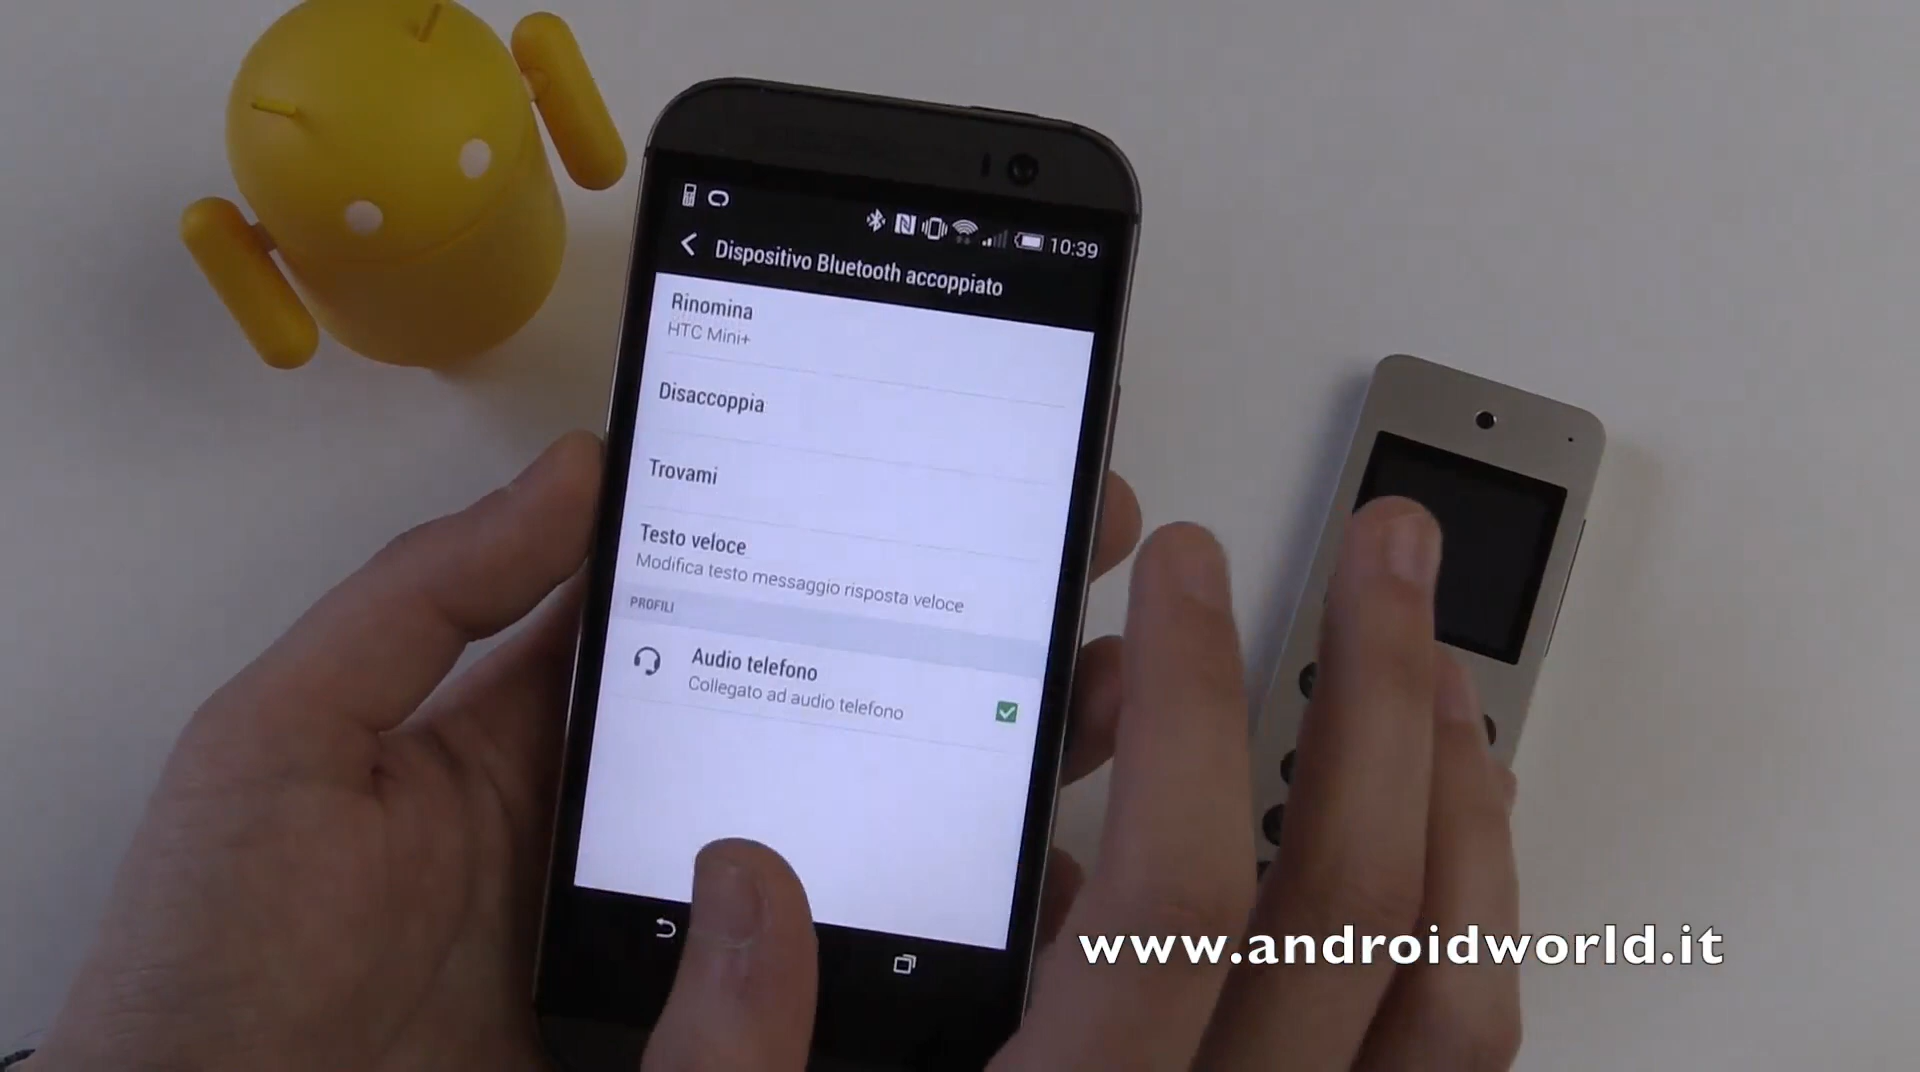 10:39
Dispositivo Bluetooth accoppiato
Rinomina
HTC Mini+
Disaccoppia
Trovami
Testo veloce
Modifica testo messaggio risposta veloce
PROFILI
Audio telefono
Collegato ad audio telefono
www.androidworld.it